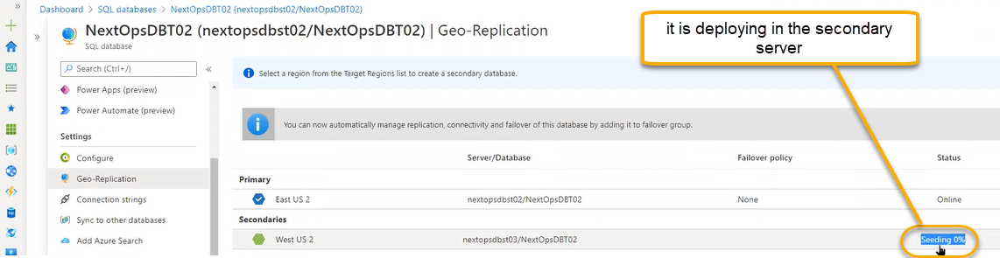 Dashboard > SQL databases > NextOpsDBT02 (nextopsdbst02/NextOpsDBT02)
NextOpsDBT02 (nextopsdbst02/NextOpsDBT02) | Geo-Replication
SQL database
it is deploying in the secondary
server
Search (Ctrl+/)
Power Apps (preview)
Power Automate (preview)
Settings
Configure
Geo-Replication
Connection strings
Sync to other databases
Add Azure Search
Select a region from the Target Regions list to create a secondary database.
You can now automatically manage replication, connectivity and failover of this database by adding it to failover group.
Server/Database Failover policy Status
Primary
East US 2 nextopsdbst02/NextOpsDBT02 None Online
Secondaries
West US 2 nextopsdbst03/NextOpsDBT02 Seeding 0%